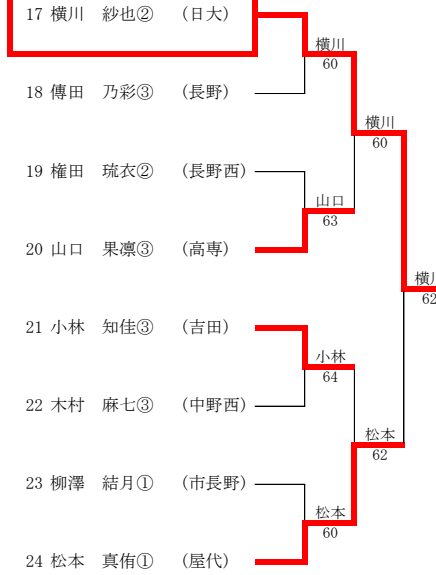 17 横川 紗也② (日大)
横川
60
18 傳田 乃彩③ (長野)
横川
60
19 権田 琉衣② (長野西)
山口
63
20 山口 果凛③ (高専)
横川
62
21 小林 知佳③ (吉田)
小林
64
22 木村 麻七③ (中野西)
松本
62
23 柳澤 結月① (市長野)
松本
60
24 松本 真侑① (屋代)